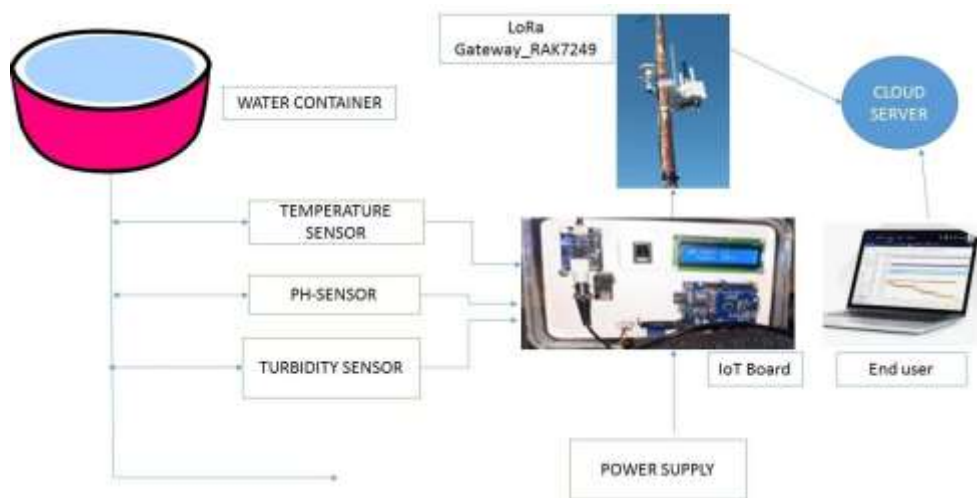 LoRa
Gateway_RAK7249
CLOUD
SERVER
WATER CONTAINER
TEMPERATURE
SENSOR
PH-SENSOR
TURBIDITY SENSOR
IoT Board
End user
POWER SUPPLY